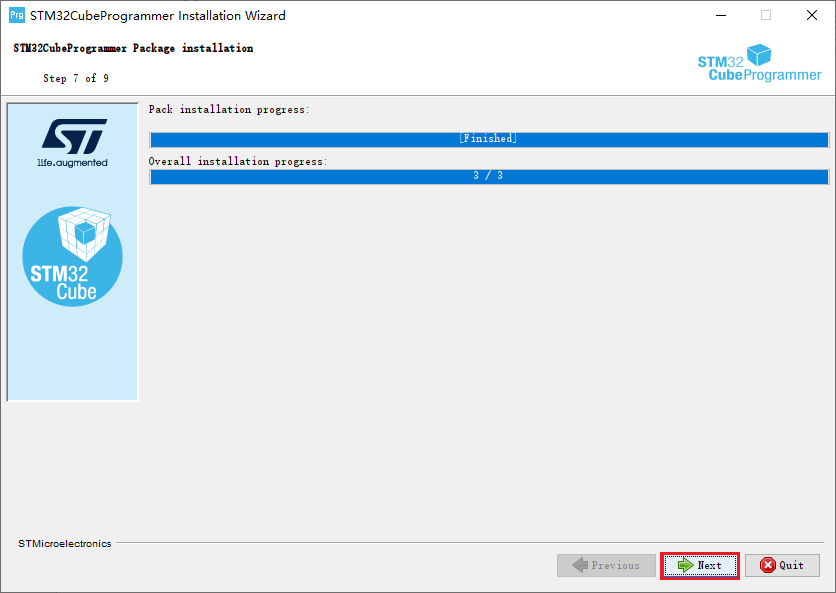 Prg STM32CubeProgrammer Installation Wizard
STM32CubeProgrammer Package installation
Step 7 of 9
STM32
CubeProgrammer
ST
life.augmented
STM32
Cube
Pack installation progress:
[Finished]
Overall installation progress:
3 / 3
STMicroelectronics
Previous
Next
Quit